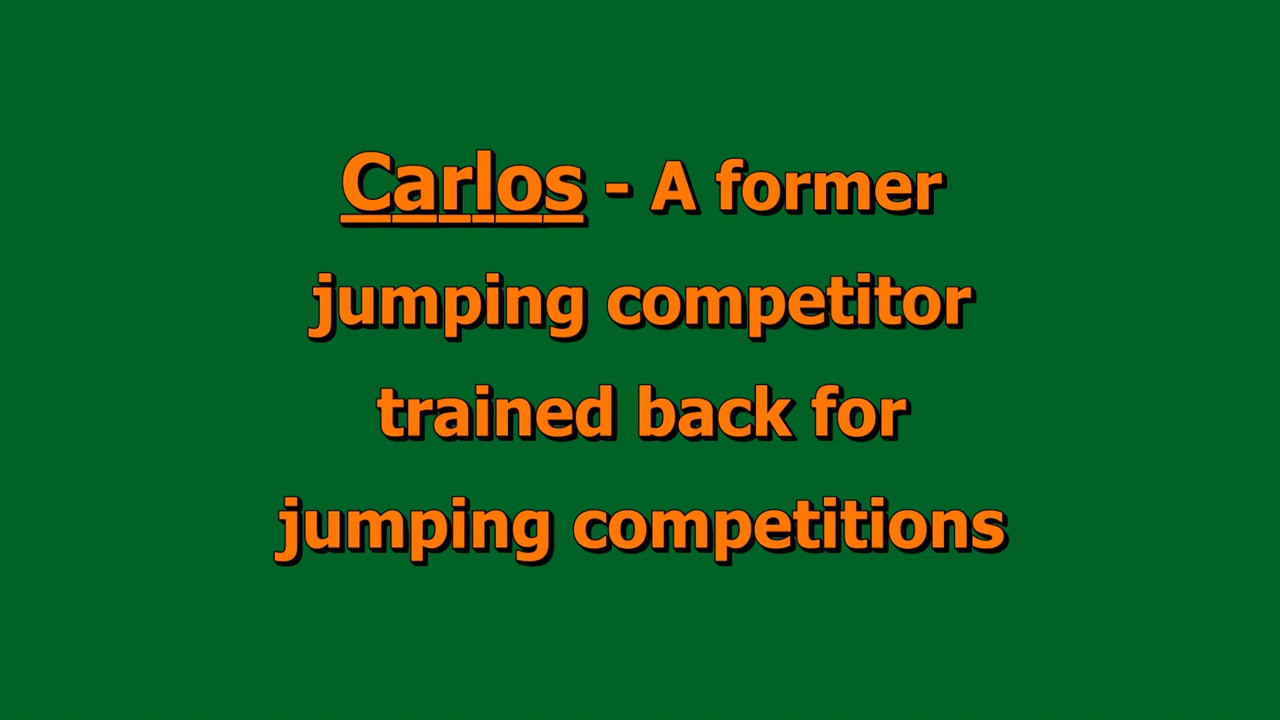 Carlos - A former
jumping competitor
trained back for
jumping competitions